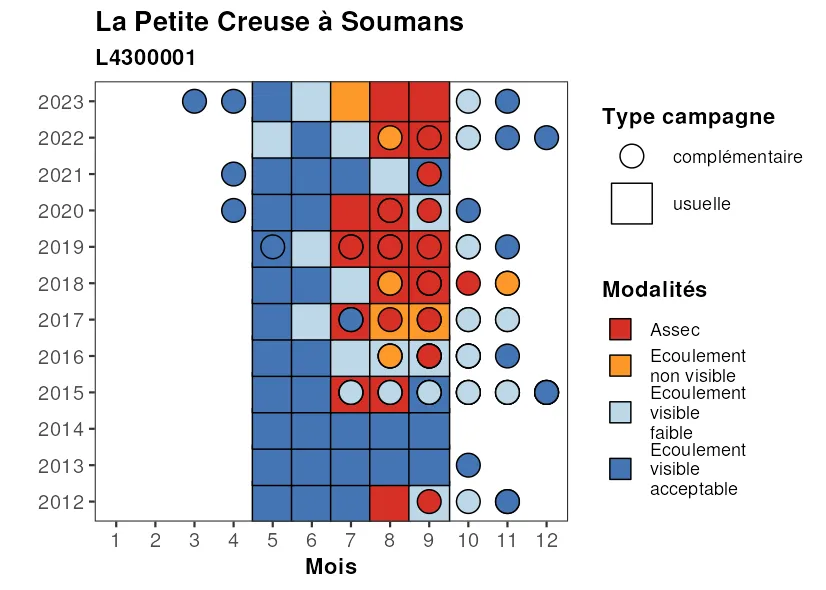 La Petite Creuse à Soumans
L4300001
2023
2022
2021
2020
2019
2018
2017
2016
2015
2014
2013
2012
1 2 3 4 5 6 7 8 9 10 11 12
Mois
Type campagne
complémentaire
usuelle
Modalités
Assec
Ecoulement
non visible
Ecoulement
visible
faible
Ecoulement
visible
acceptable